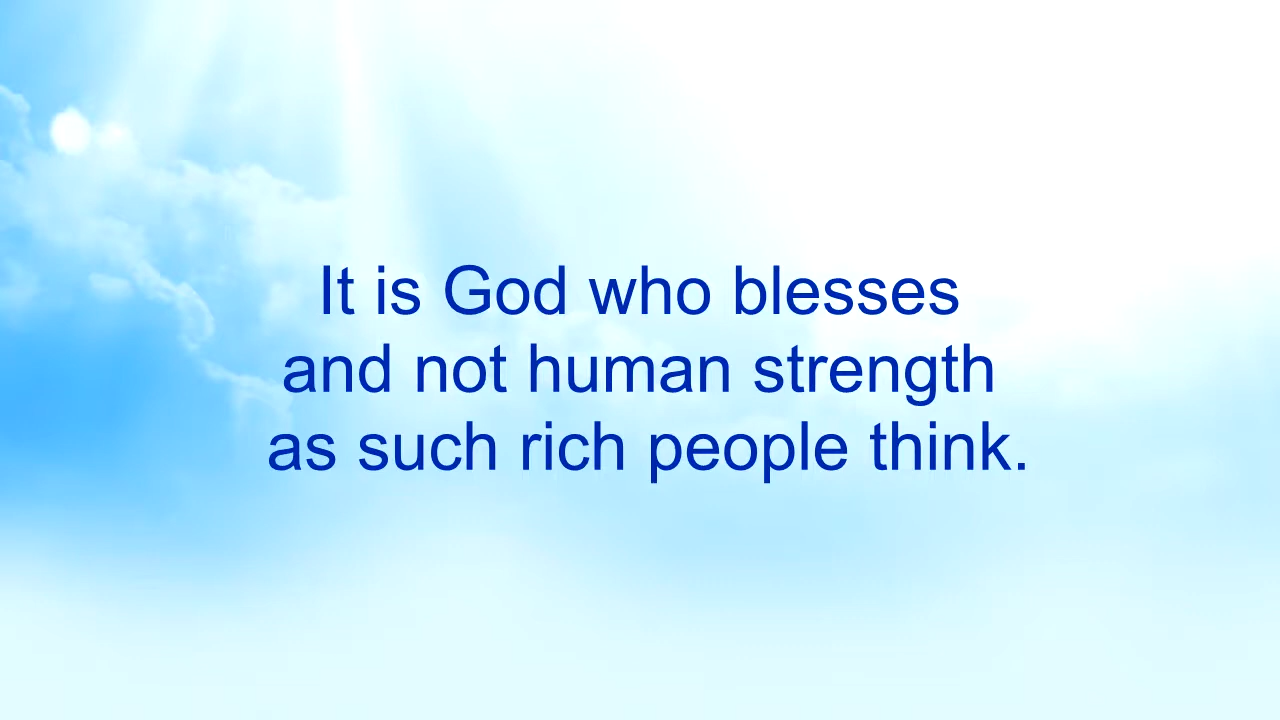 It is God who blesses
and not human strength
as such rich people think.